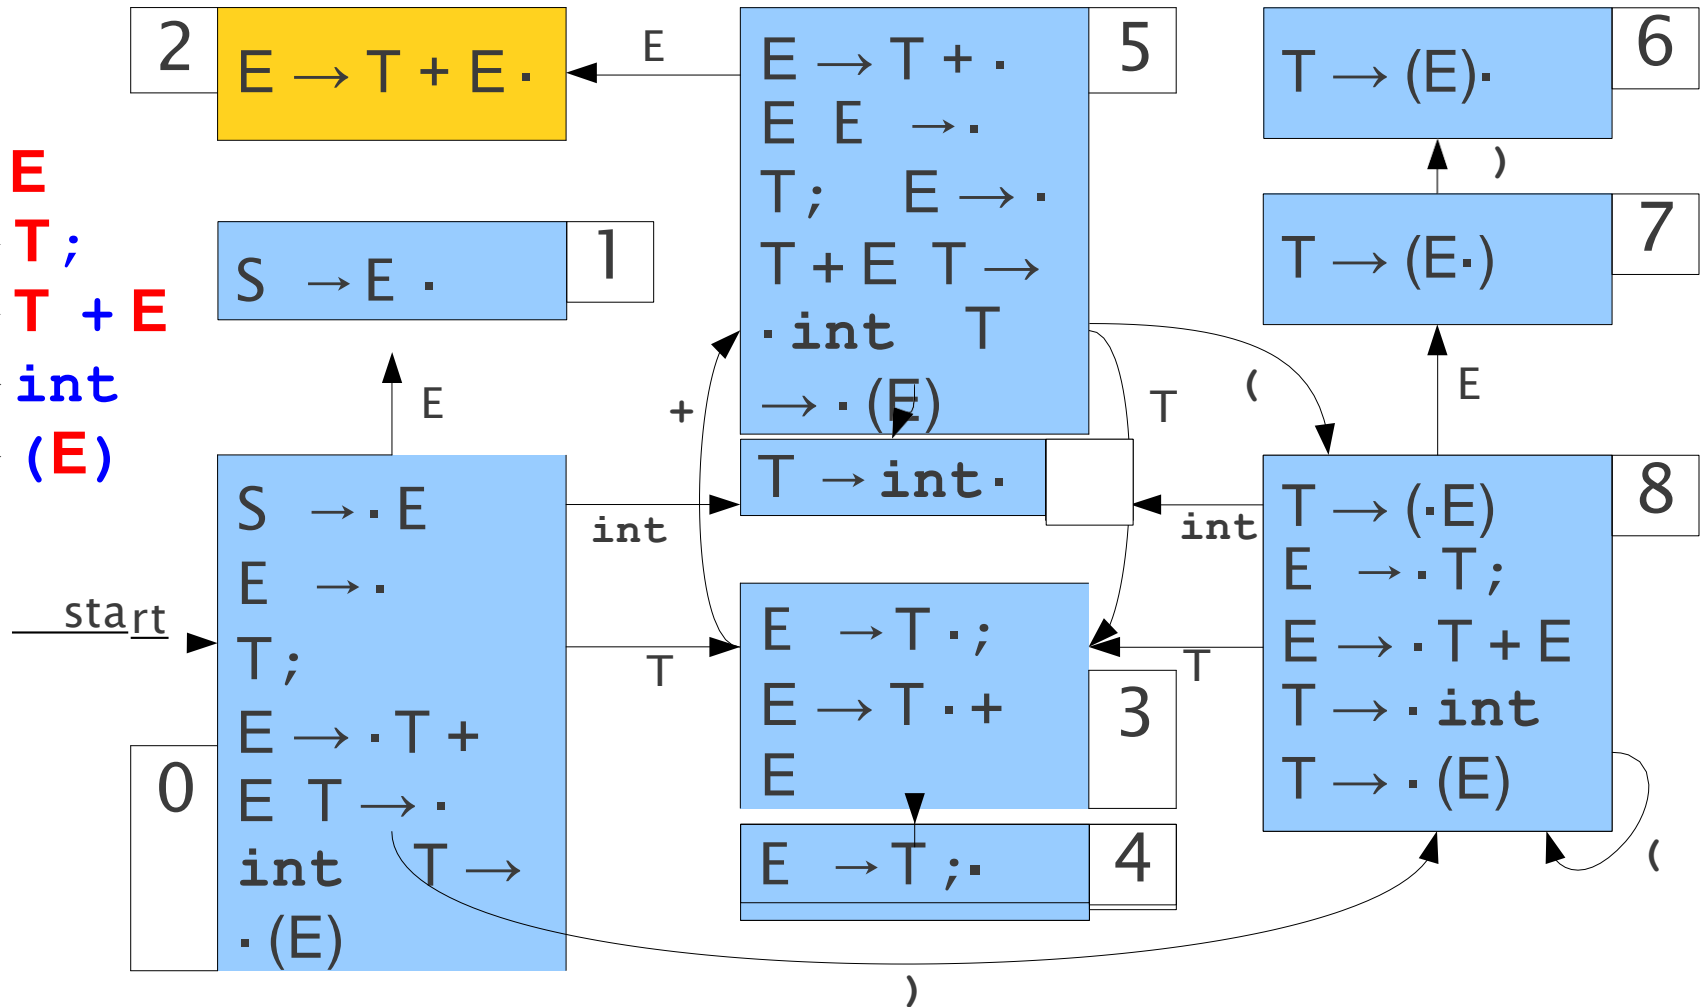 E
T ;
T + E
int
(E)
2
E → T + E ·
E
1
S → E ·
E
start
0
S → · E
E → ·
T ;
E → · T +
E T → ·
int T →
· (E)
int
T
+
5
E → T + ·
E E → ·
T ; E → ·
T + E T →
· int T
→ · (E)
T → int ·
3
E → T · ;
E → T · +
E
4
E → T ; ·
T
(
int
T
6
T → (E) ·
)
7
T → (E · )
E
8
T → ( · E)
E → · T ;
E → · T + E
T → · int
T → · (E)
(
)